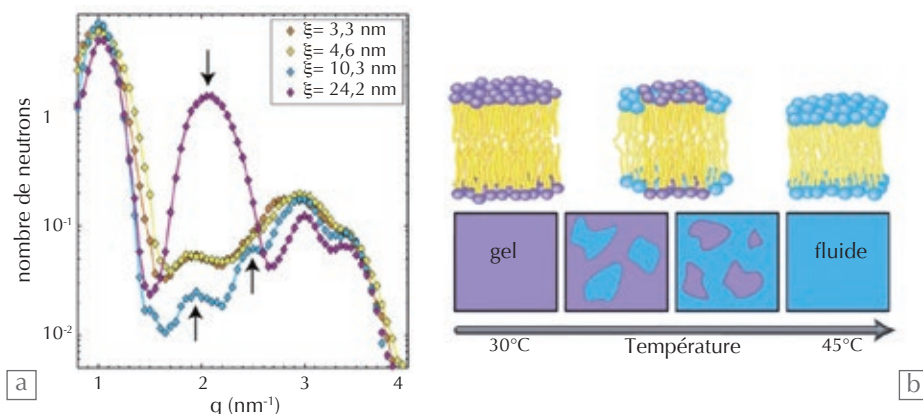 ξ= 3,3 nm
ξ= 4,6 nm
ξ= 10,3 nm
ξ= 24,2 nm
nombre de neutrons
1
10-1
10-2
1
2
3
4
q (nm-1)
a
gel
fluide
30°C
Température
45°C
b